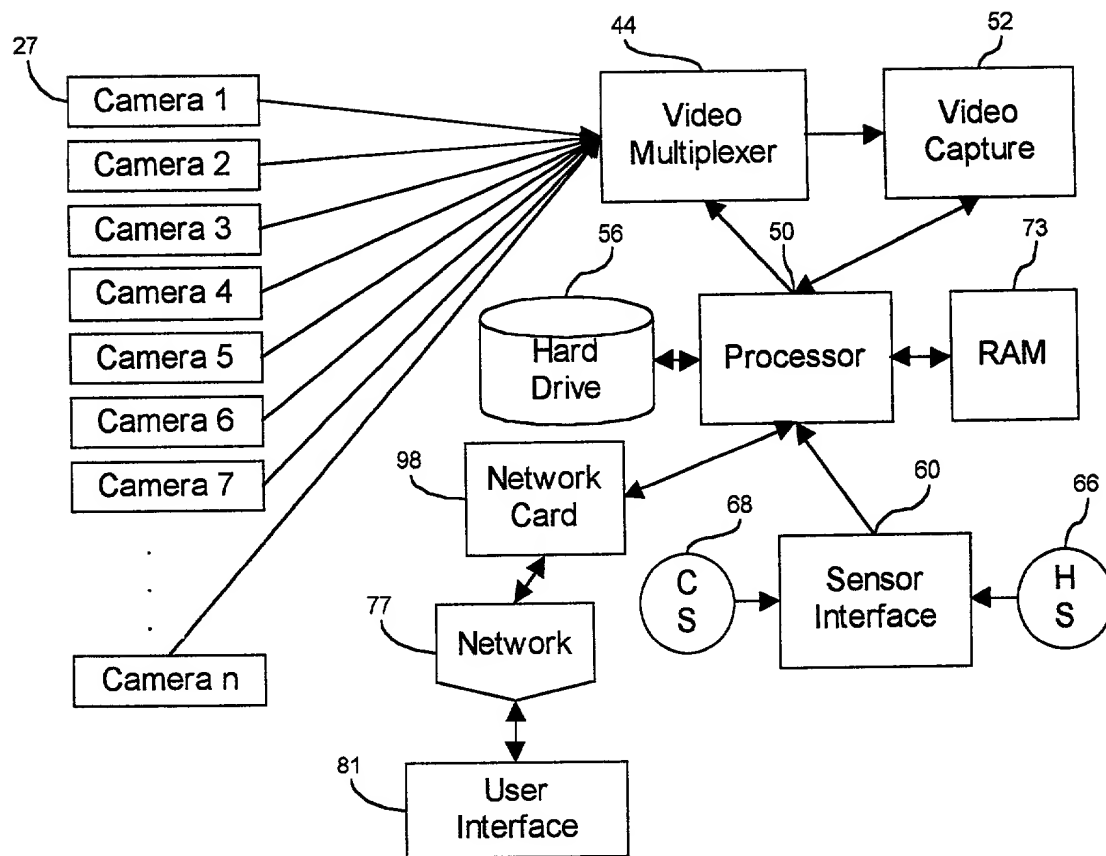 44
52
27
Camera 1
Camera 2
Camera 3
Camera 4
Camera 5
Camera 6
Camera 7
.
.
.
Camera n
Video
Multiplexer
Video
Capture
50
73
56
Hard
Drive
Processor
RAM
98
Network
Card
68
60
66
C
S
Sensor
Interface
H
S
77
Network
81
User
Interface